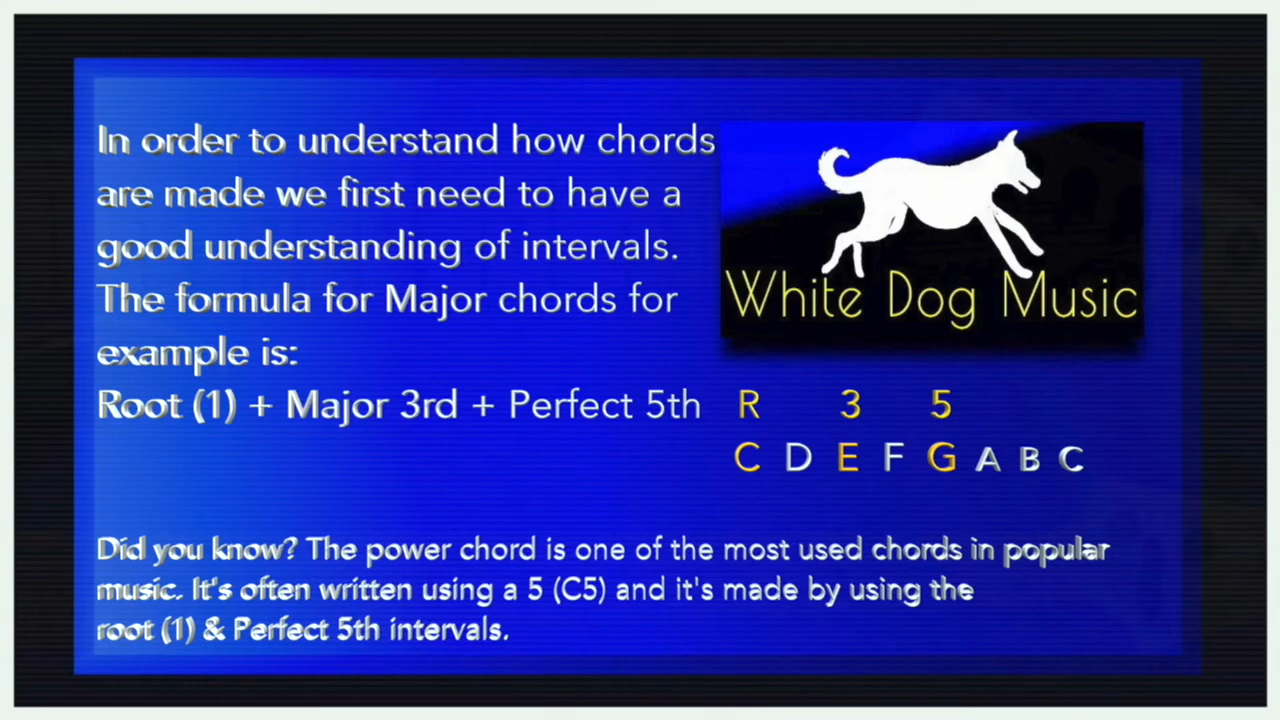 In order to understand how chords
are made we first need to have a
good understanding of intervals.
The formula for Major chords for
example is:
Root (1) + Major 3rd + Perfect 5th
White Dog Music
R 3 5
C D E F G A B C
Did you know? The power chord is one of the most used chords in popular
music. It's often written using a 5 (C5) and it's made by using the
root (1) & Perfect 5th intervals.